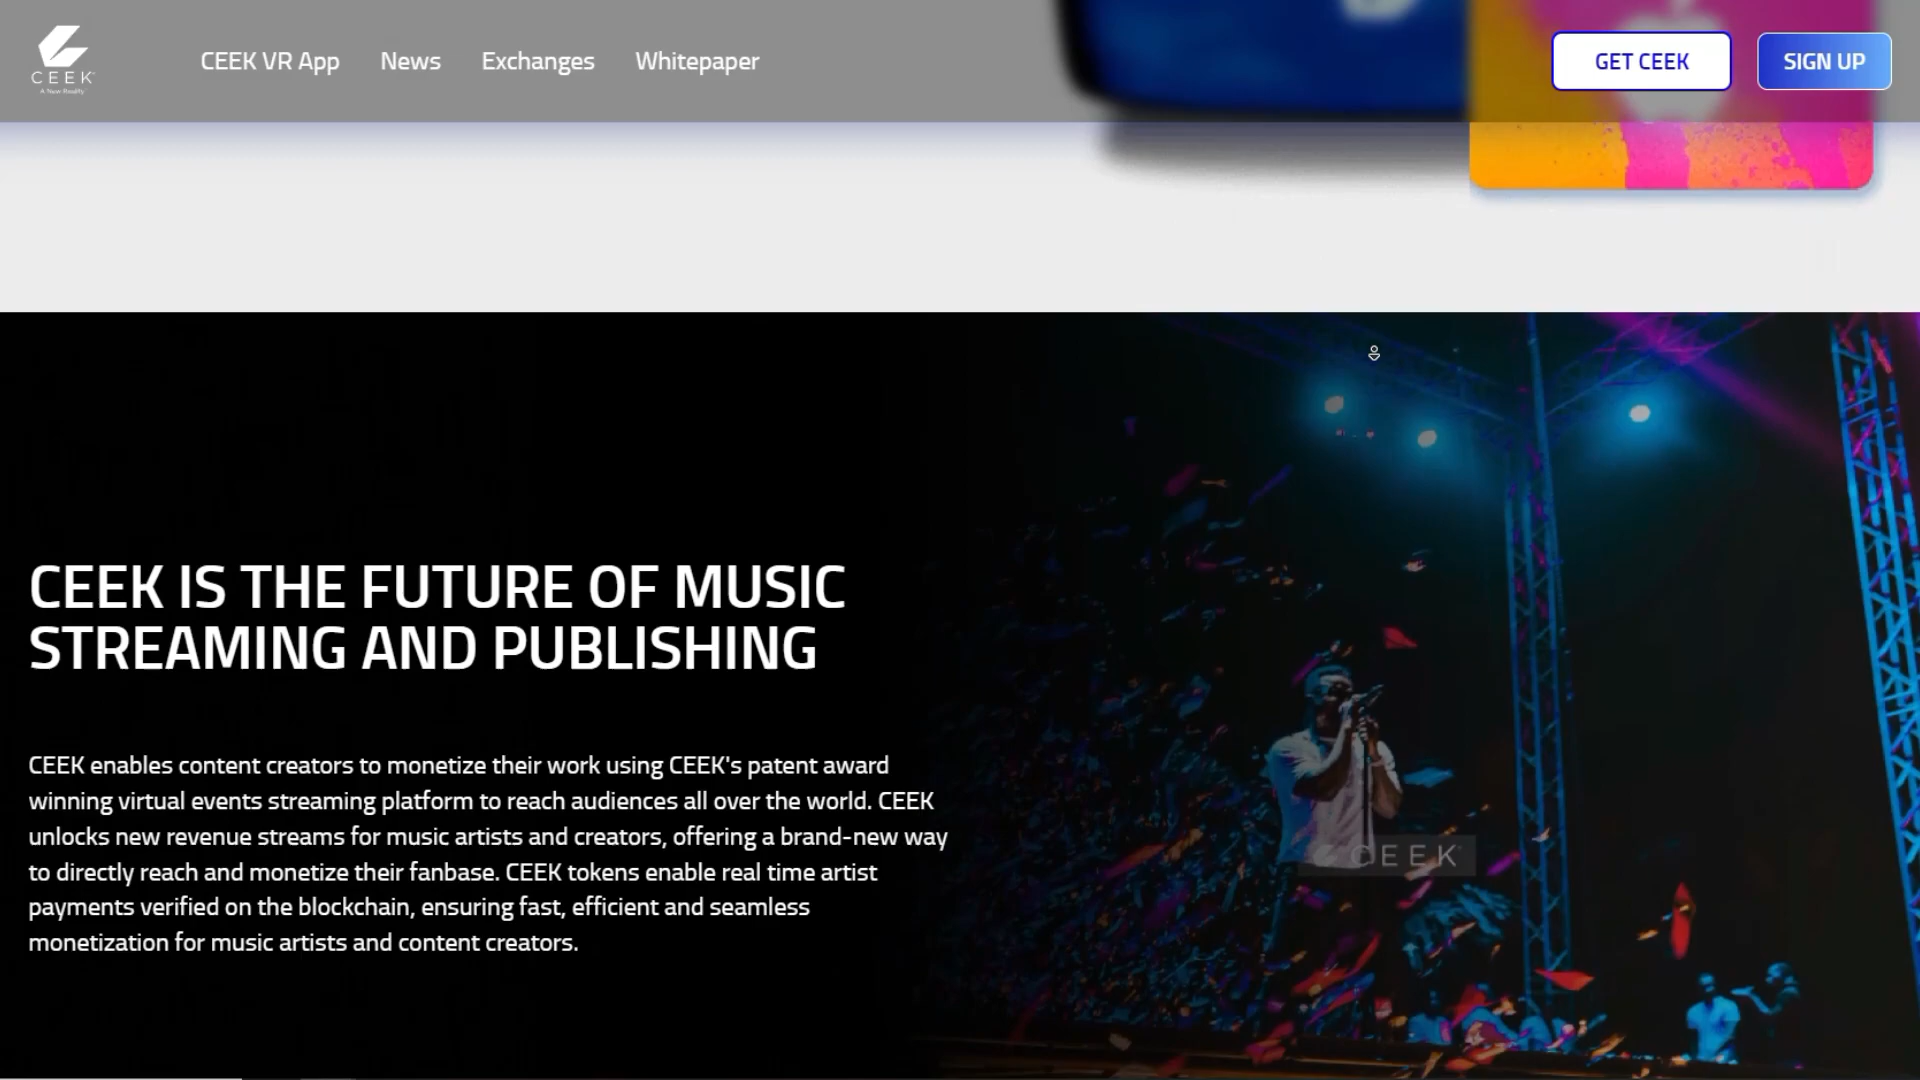 CEEK
A New Reality
CEEK VR App
News
Exchanges
Whitepaper
GET CEEK
SIGN UP
CEEK IS THE FUTURE OF MUSIC
STREAMING AND PUBLISHING
CEEK enables content creators to monetize their work using CEEK's patent award
winning virtual events streaming platform to reach audiences all over the world. CEEK
unlocks new revenue streams for music artists and creators, offering a brand-new way
to directly reach and monetize their fanbase. CEEK tokens enable real time artist
payments verified on the blockchain, ensuring fast, efficient and seamless
monetization for music artists and content creators.
CEEK